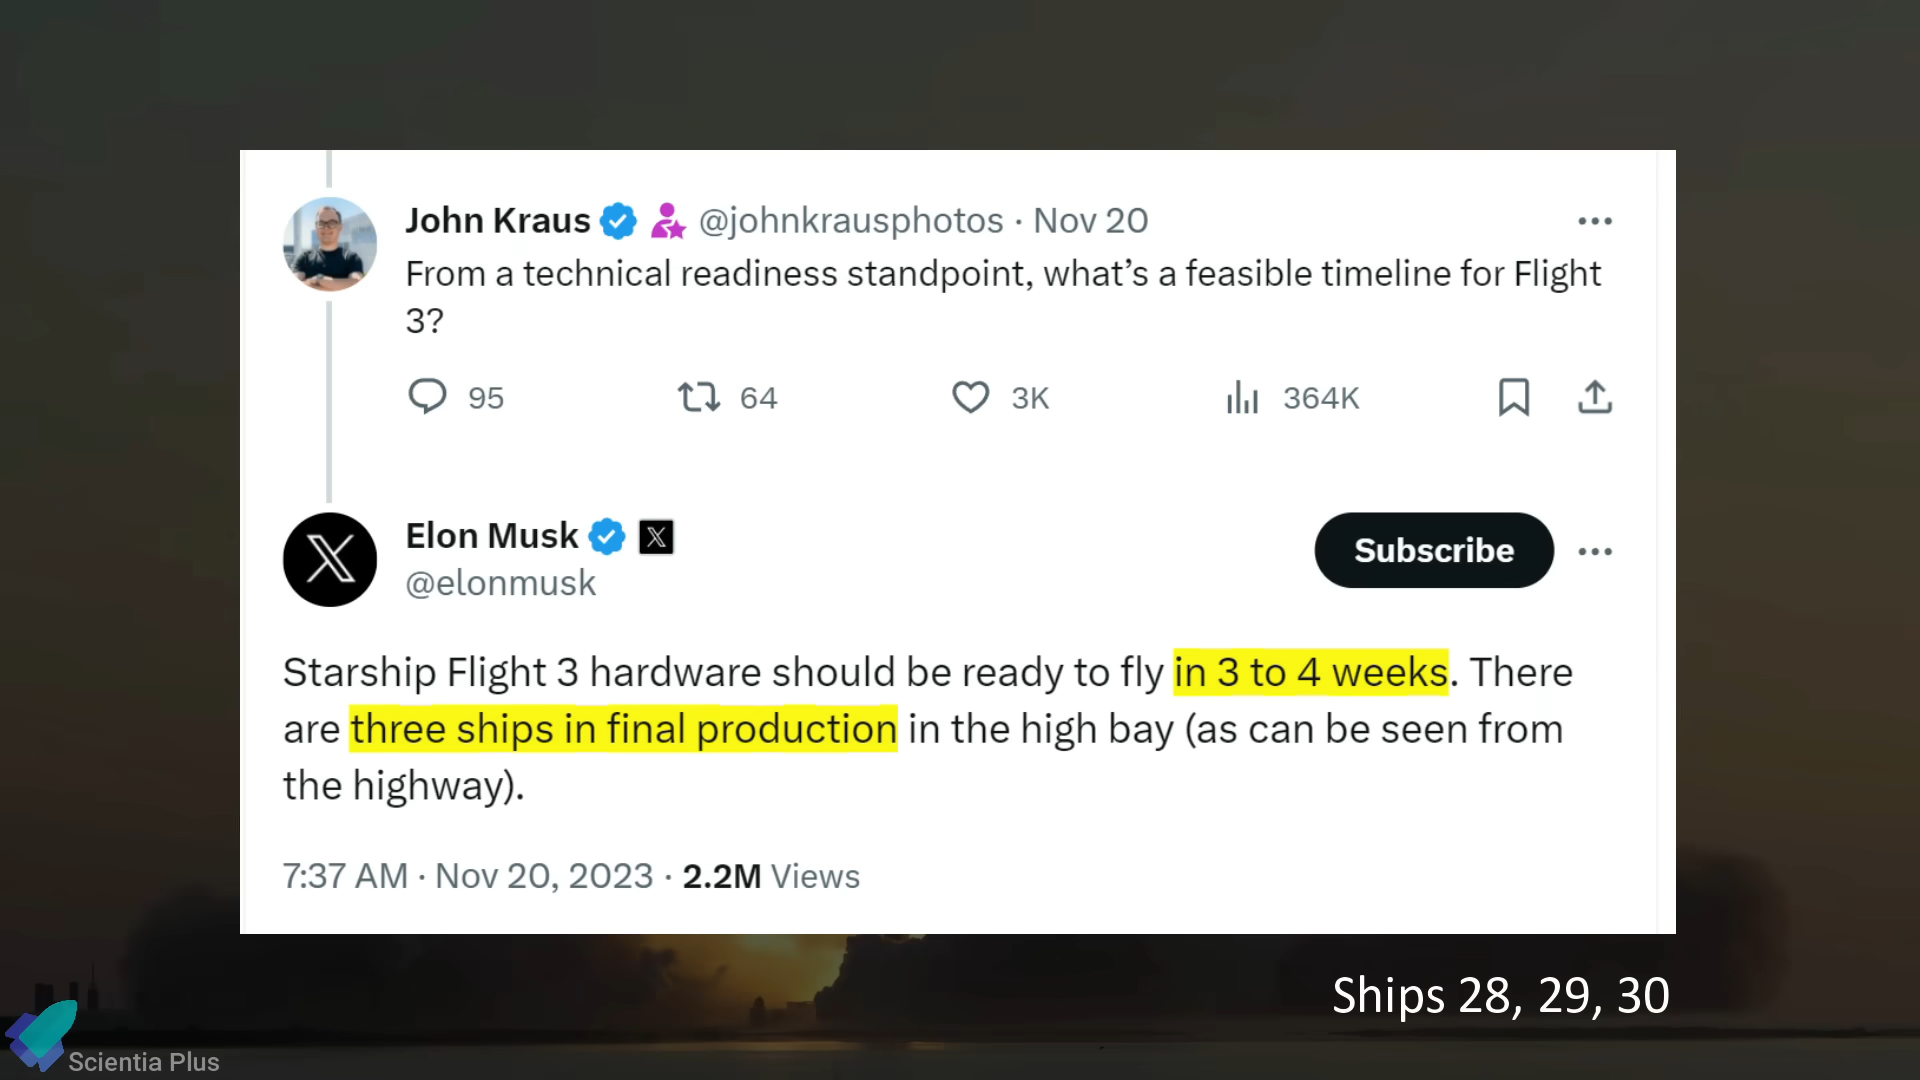 John Kraus @johnkrausphotos · Nov 20
From a technical readiness standpoint, what’s a feasible timeline for Flight
3?
95 64 3K 364K
Elon Musk
@elonmusk
Subscribe
Starship Flight 3 hardware should be ready to fly in 3 to 4 weeks. There
are three ships in final production in the high bay (as can be seen from
the highway).
7:37 AM · Nov 20, 2023 · 2.2M Views
Ships 28, 29, 30
Scientia Plus